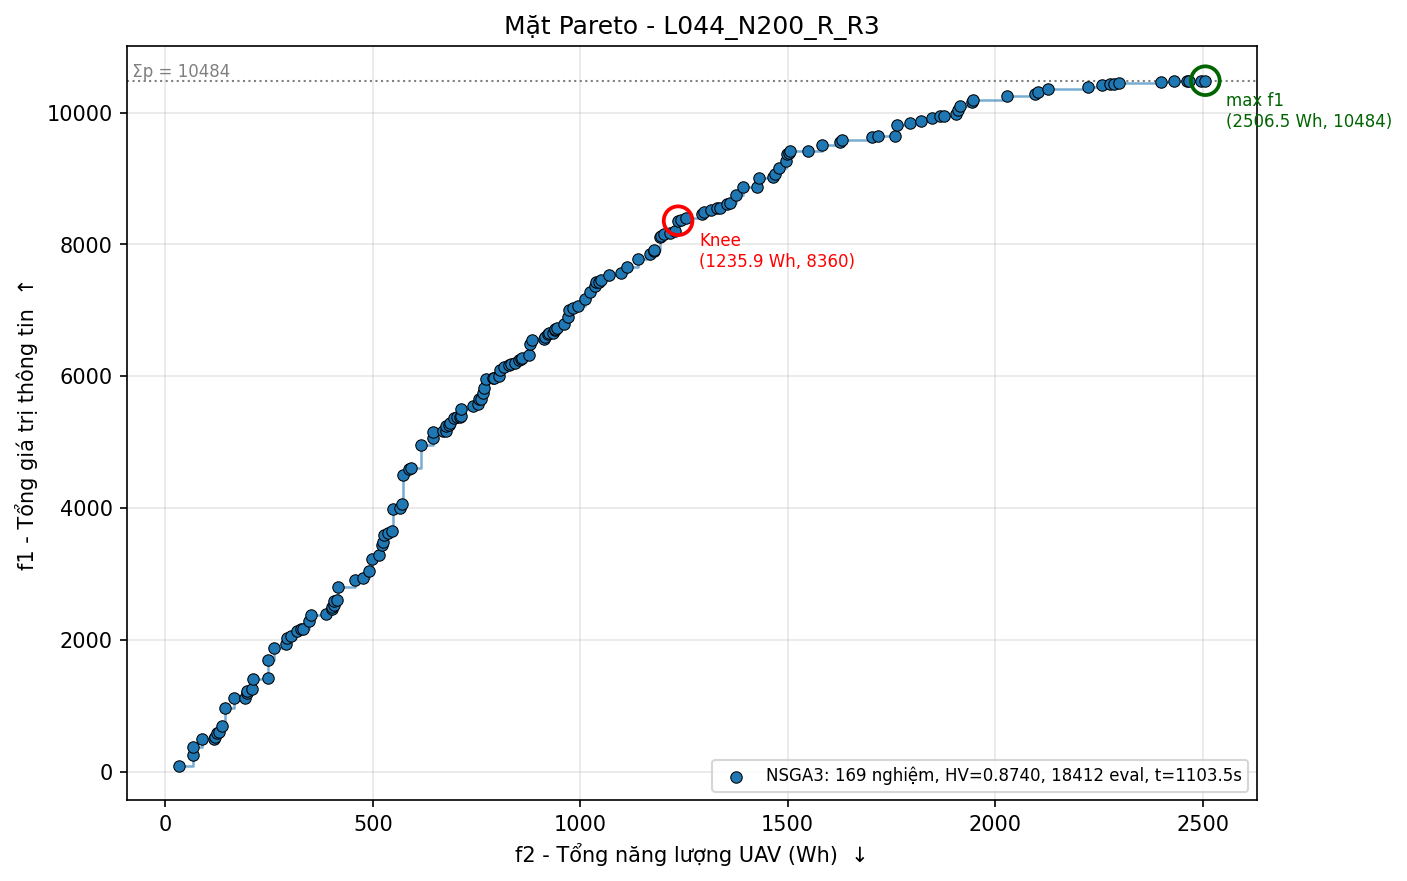 Mặt Pareto - L044_N200_R_R3
Σp = 10484
max f1
(2506.5 Wh, 10484)
Knee
(1235.9 Wh, 8360)
10000
8000
6000
4000
2000
0
f1 - Tổng giá trị thông tin ↑
NSGA3: 169 nghiệm, HV=0.8740, 18412 eval, t=1103.5s
0 500 1000 1500 2000 2500
f2 - Tổng năng lượng UAV (Wh) ↓